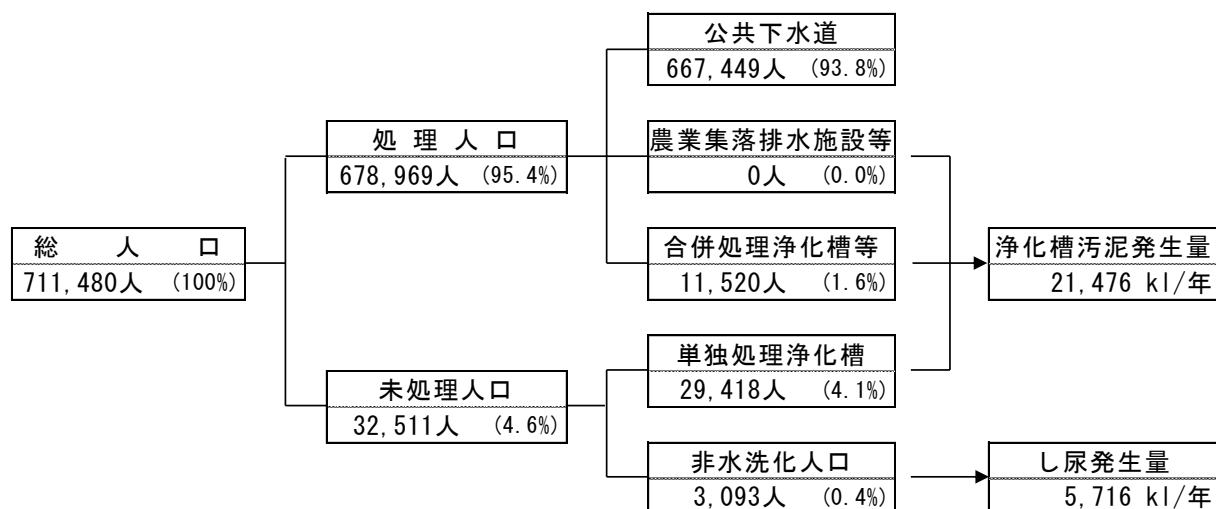 総人口
711,480人 (100%)
処理人口
678,969人 (95.4%)
未処理人口
32,511人 (4.6%)
公共下水道
667,449人 (93.8%)
農業集落排水施設等
0人 (0.0%)
合併処理浄化槽等
11,520人 (1.6%)
単独処理浄化槽
29,418人 (4.1%)
非水洗化人口
3,093人 (0.4%)
浄化槽汚泥発生量
21,476 kl/年
し尿発生量
5,716 kl/年